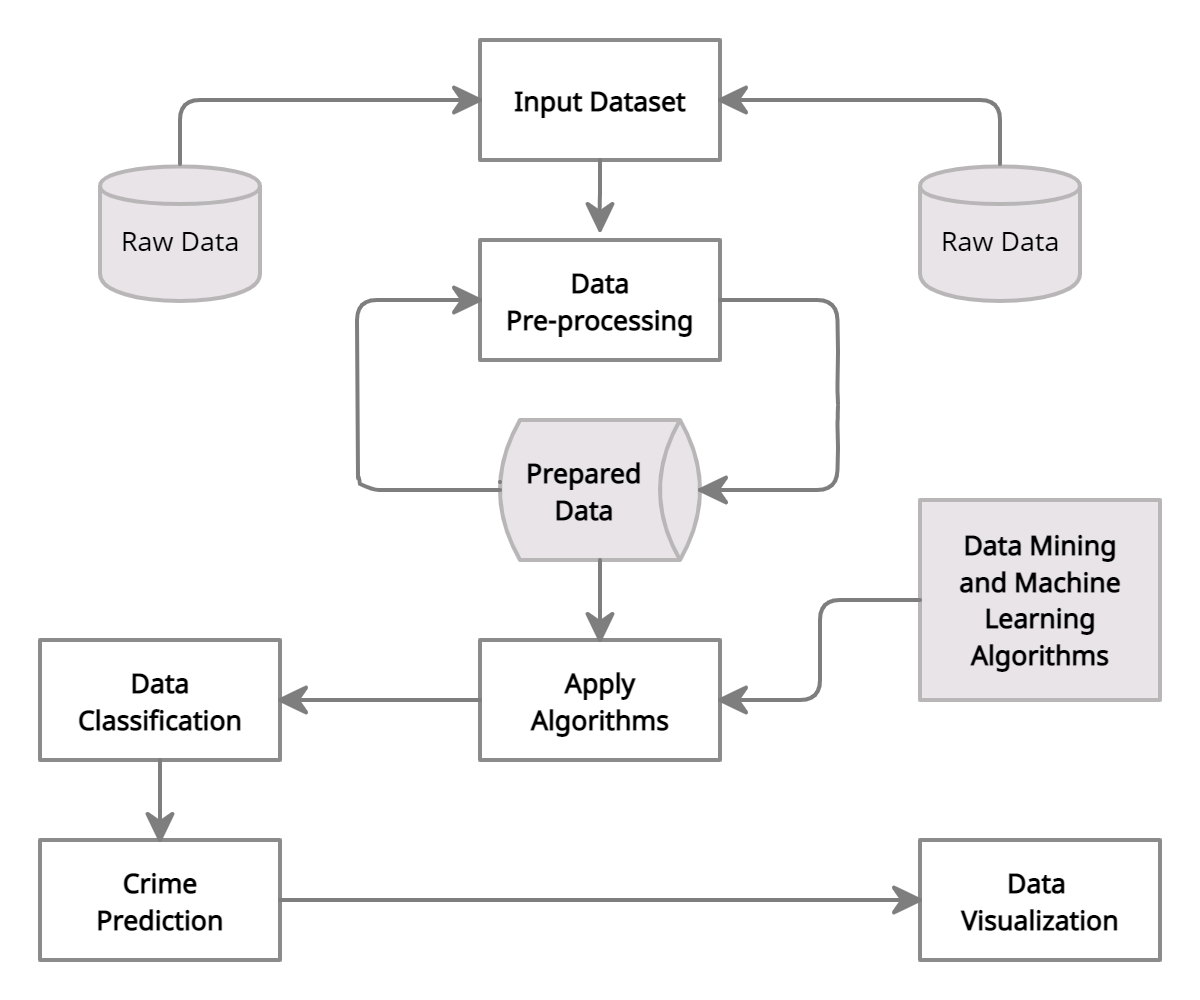 Input Dataset
Raw Data
Raw Data
Data
Pre-processing
Prepared
Data
Data Mining
and Machine
Learning
Algorithms
Data
Classification
Apply
Algorithms
Crime
Prediction
Data
Visualization